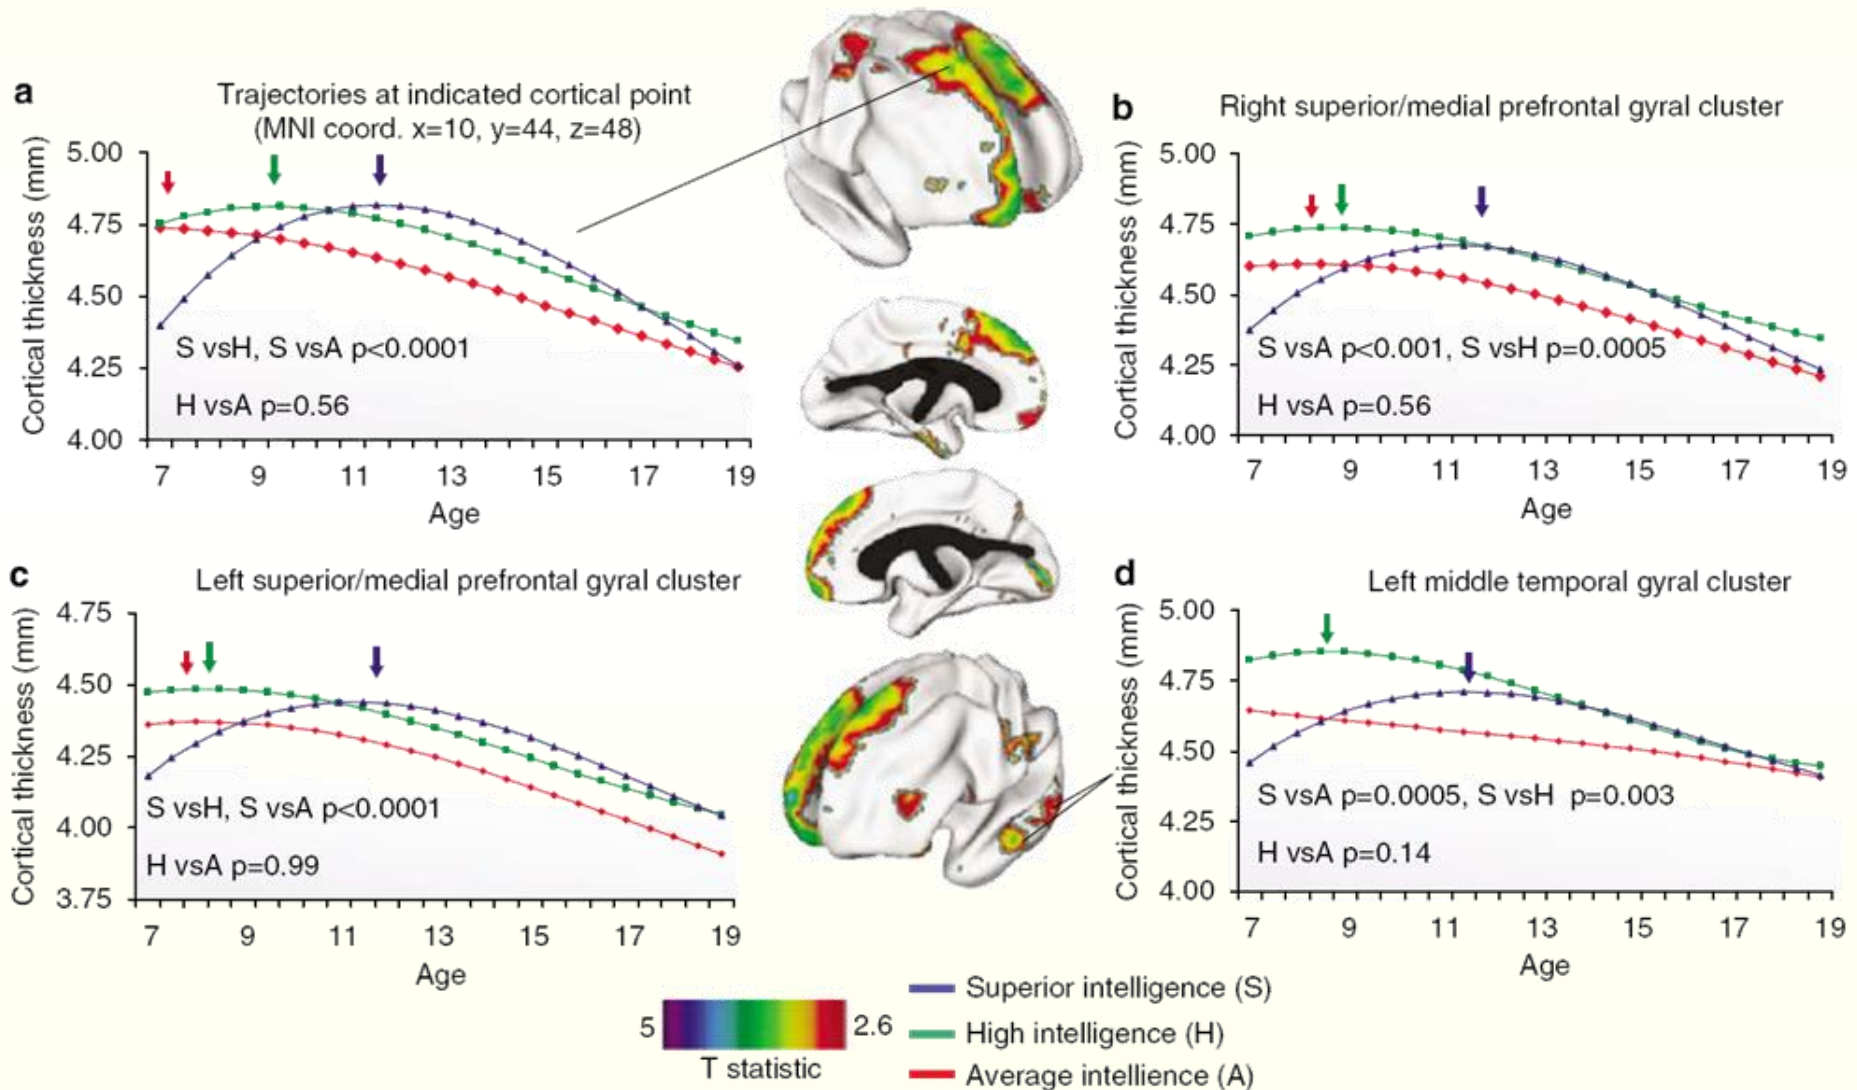 a
Trajectories at indicated cortical point
(MNI coord. x=10, y=44, z=48)
Cortical thickness (mm)
5.00
4.75
4.50
4.25
4.00
S vsH, S vsA p<0.0001
H vsA p=0.56
7 9 11 13 15 17 19
Age
b
Right superior/medial prefrontal gyral cluster
Cortical thickness (mm)
5.00
4.75
4.50
4.25
4.00
S vsA p<0.001, S vsH p=0.0005
H vsA p=0.56
7 9 11 13 15 17 19
Age
c
Left superior/medial prefrontal gyral cluster
Cortical thickness (mm)
4.75
4.50
4.25
4.00
3.75
S vsH, S vsA p<0.0001
H vsA p=0.99
7 9 11 13 15 17 19
Age
d
Left middle temporal gyral cluster
Cortical thickness (mm)
5.00
4.75
4.50
4.25
4.00
S vsA p=0.0005, S vsH p=0.003
H vsA p=0.14
7 9 11 13 15 17 19
Age
5 2.6
T statistic
Superior intelligence (S)
High intelligence (H)
Average intellience (A)